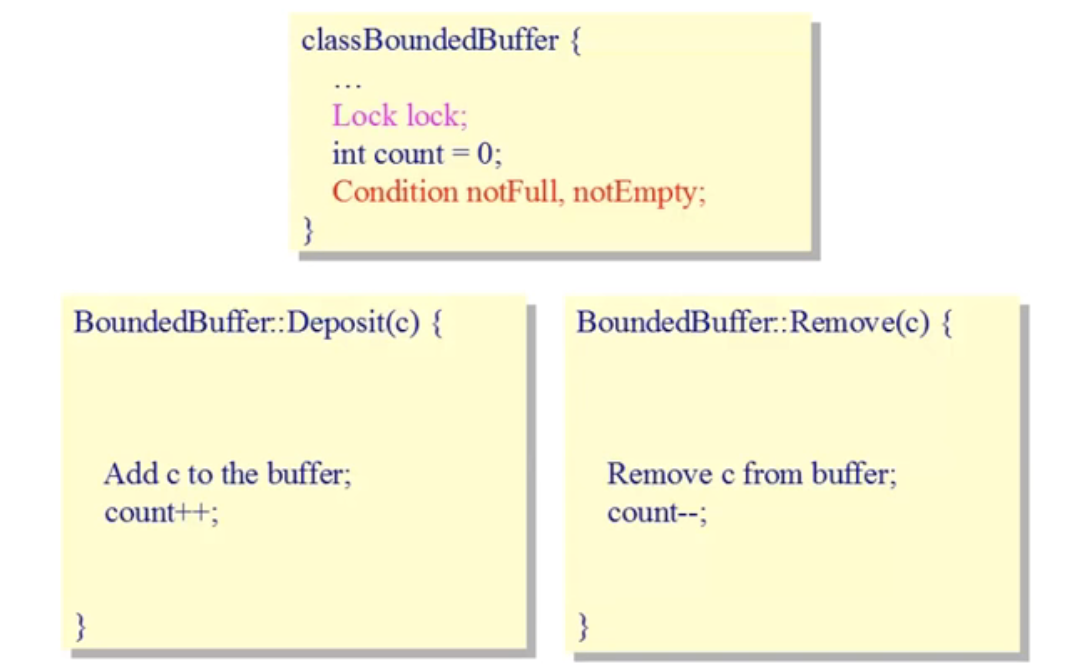 classBoundedBuffer {
…
Lock lock;
int count = 0;
Condition notFull, notEmpty;
}
BoundedBuffer::Deposit(c) {
Add c to the buffer;
count++;
}
BoundedBuffer::Remove(c) {
Remove c from buffer;
count--;
}